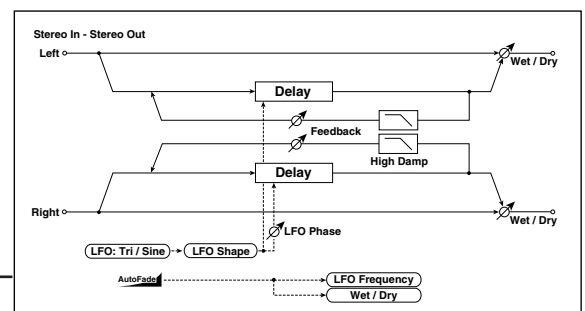 Stereo In - Stereo Out
Left
Wet / Dry
Delay
Feedback
High Damp
Delay
Right
Wet / Dry
LFO Phase
LFO: Tri / Sine
LFO Shape
AutoFade
LFO Frequency
Wet / Dry